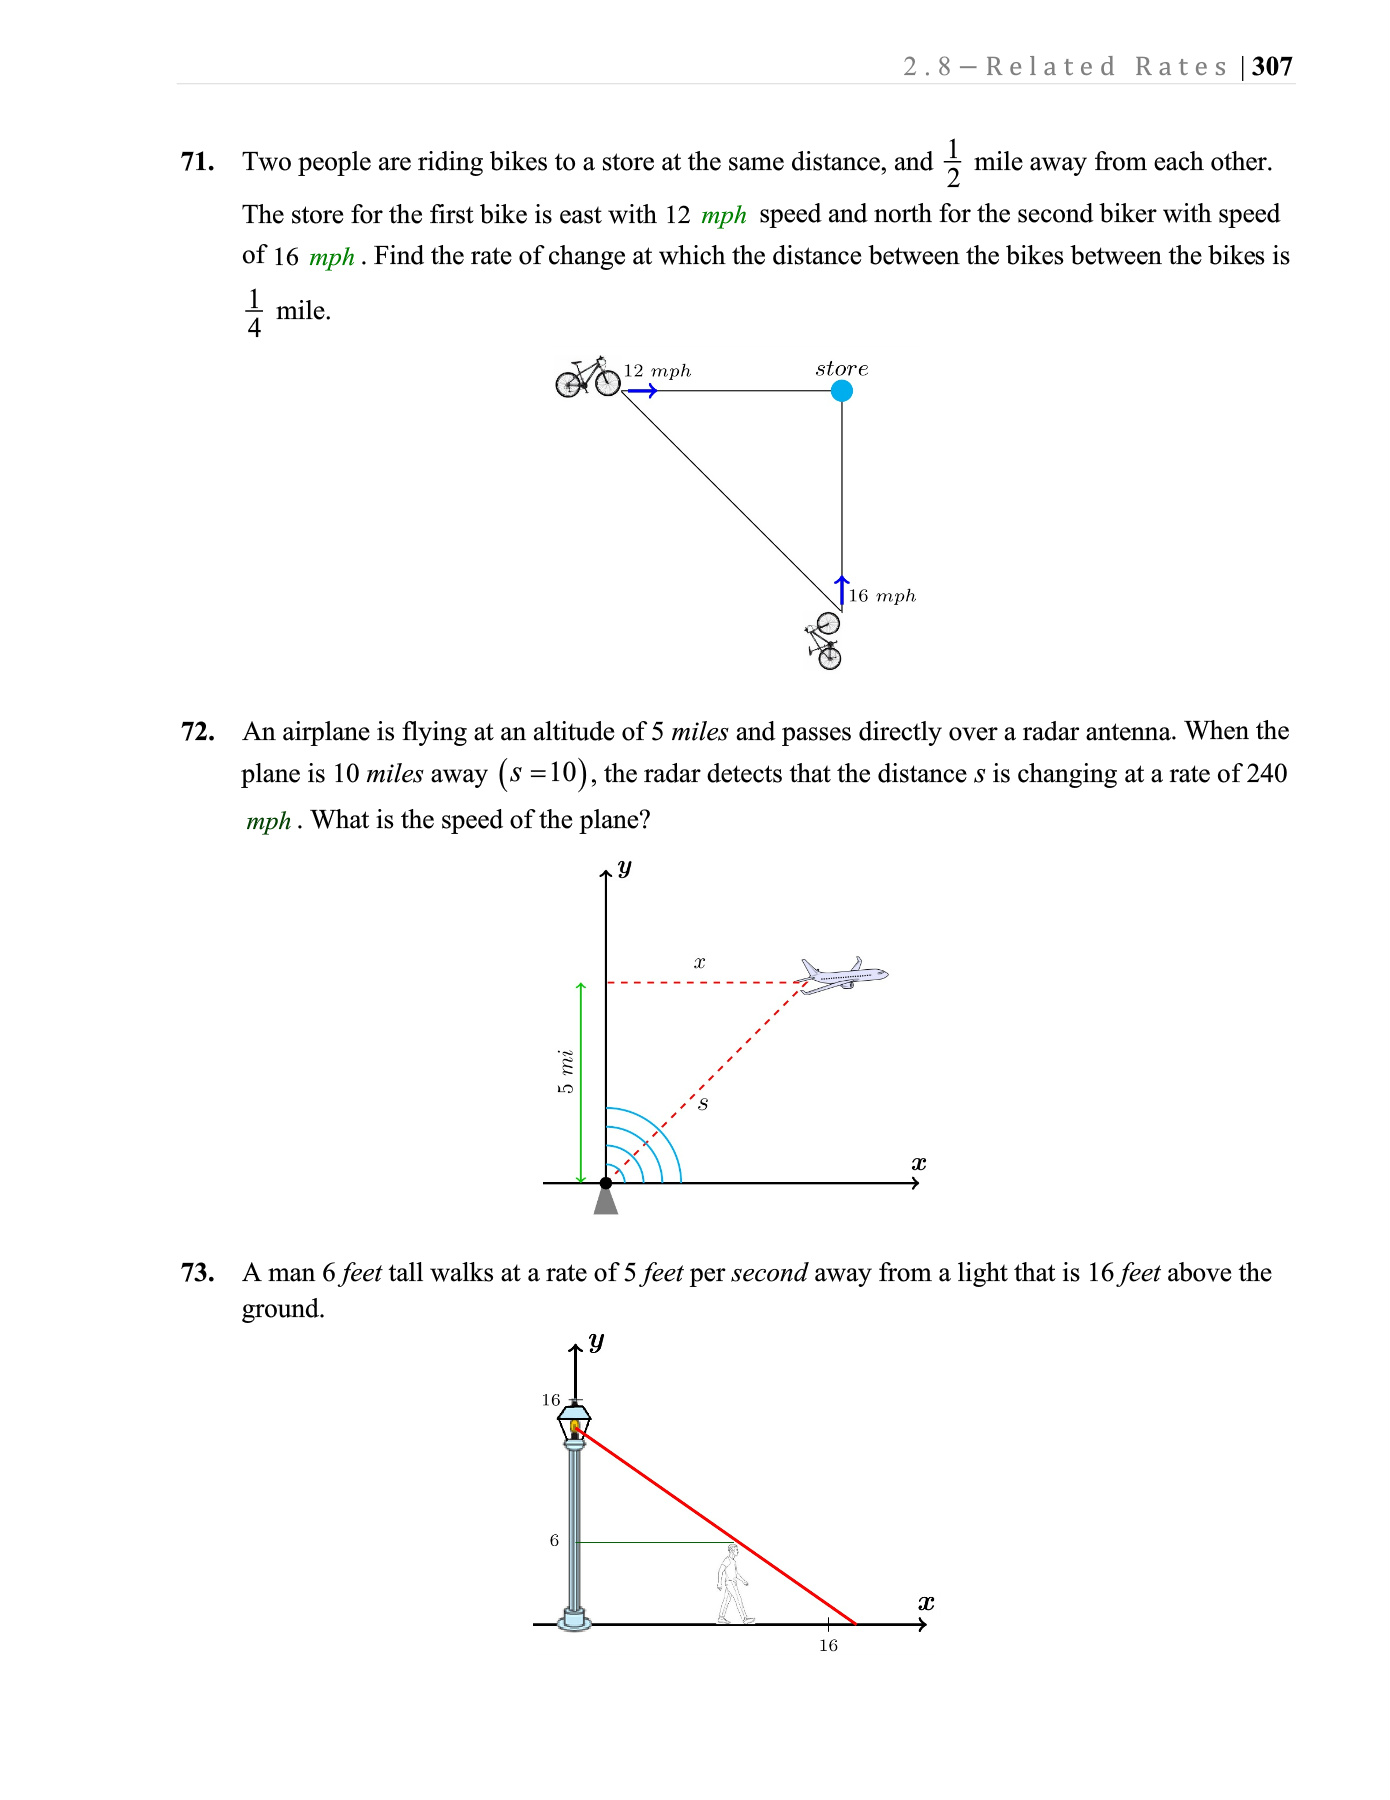 2.8 – Related Rates | 307
71. Two people are riding bikes to a store at the same distance, and 1/2 mile away from each other.
The store for the first bike is east with 12 mph speed and north for the second biker with speed
of 16 mph . Find the rate of change at which the distance between the bikes between the bikes is
1/4 mile.
12 mph
store
16 mph
72. An airplane is flying at an altitude of 5 miles and passes directly over a radar antenna. When the
plane is 10 miles away (s = 10), the radar detects that the distance s is changing at a rate of 240
mph . What is the speed of the plane?
y
x
5 mi
s
x
73. A man 6 feet tall walks at a rate of 5 feet per second away from a light that is 16 feet above the
ground.
y
16
6
x
16